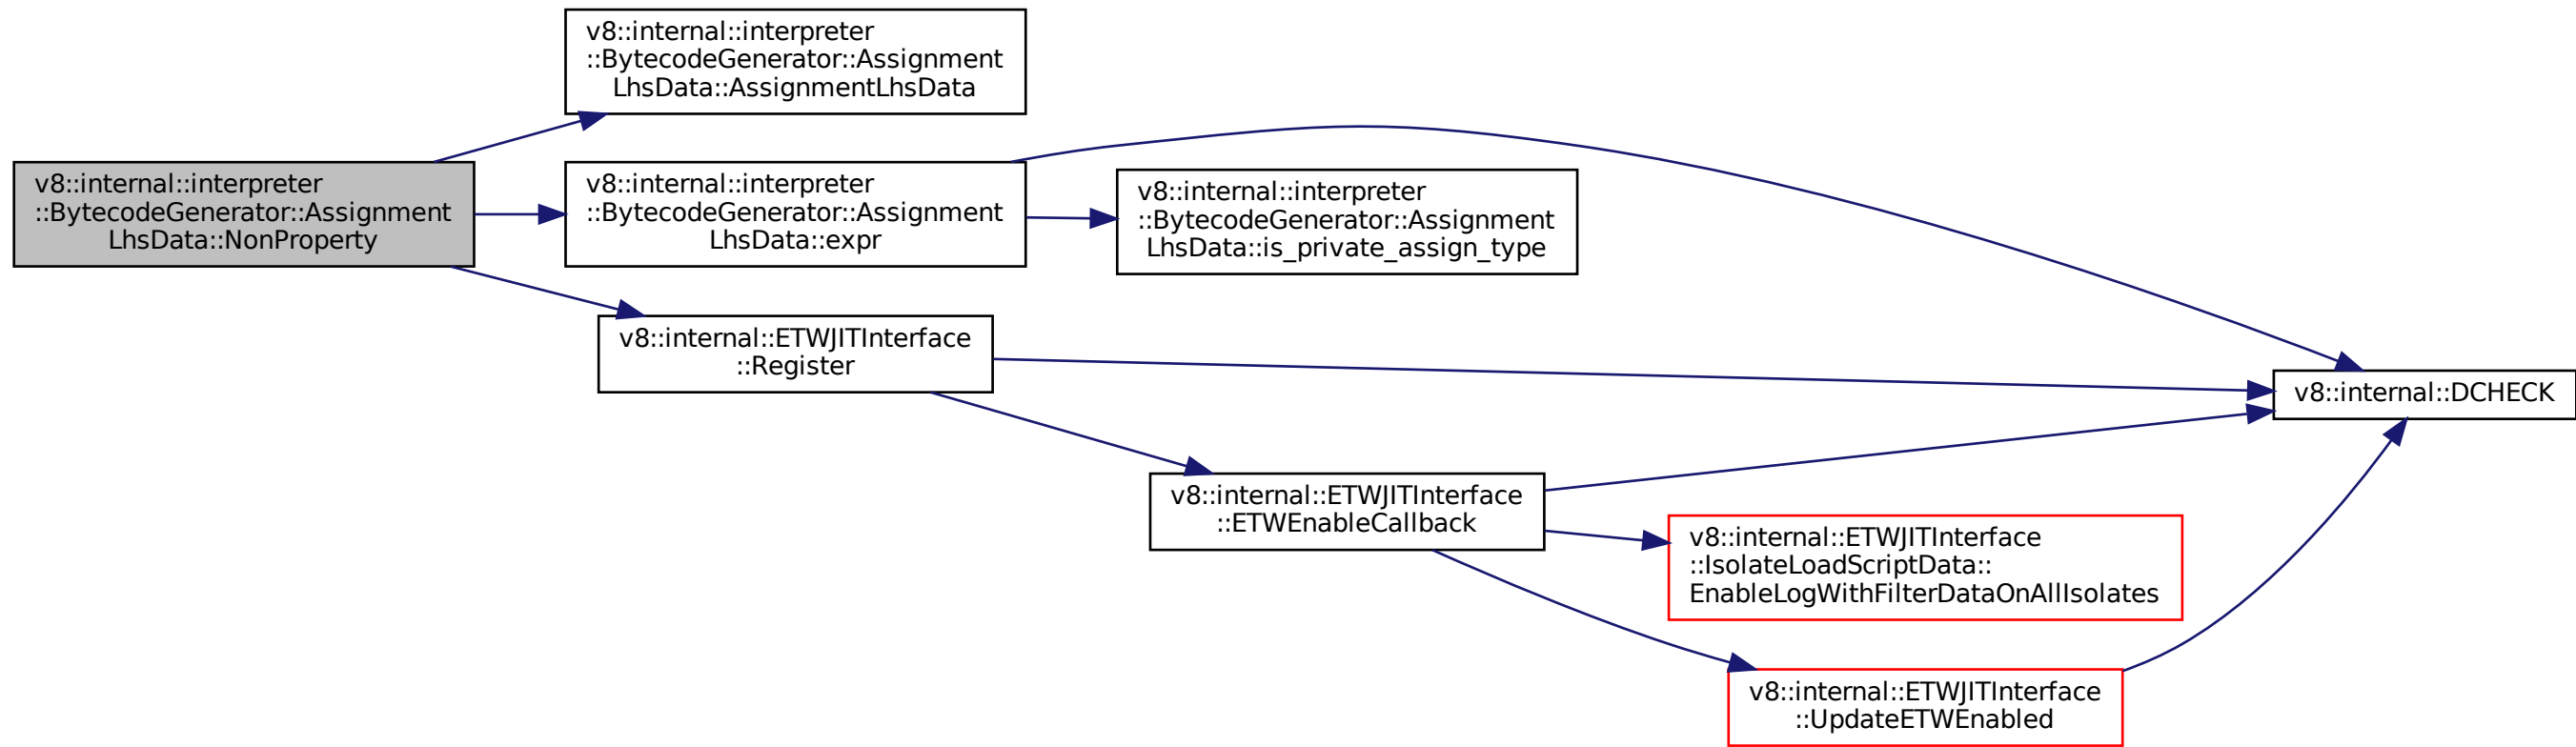 v8::internal::interpreter
::BytecodeGenerator::Assignment
LhsData::NonProperty
v8::internal::interpreter
::BytecodeGenerator::Assignment
LhsData::AssignmentLhsData
v8::internal::interpreter
::BytecodeGenerator::Assignment
LhsData::expr
v8::internal::interpreter
::BytecodeGenerator::Assignment
LhsData::is_private_assign_type
v8::internal::ETWJITInterface
::Register
v8::internal::DCHECK
v8::internal::ETWJITInterface
::ETWEnableCallback
v8::internal::ETWJITInterface
::IsolateLoadScriptData::
EnableLogWithFilterDataOnAllIsolates
v8::internal::ETWJITInterface
::UpdateETWEnabled